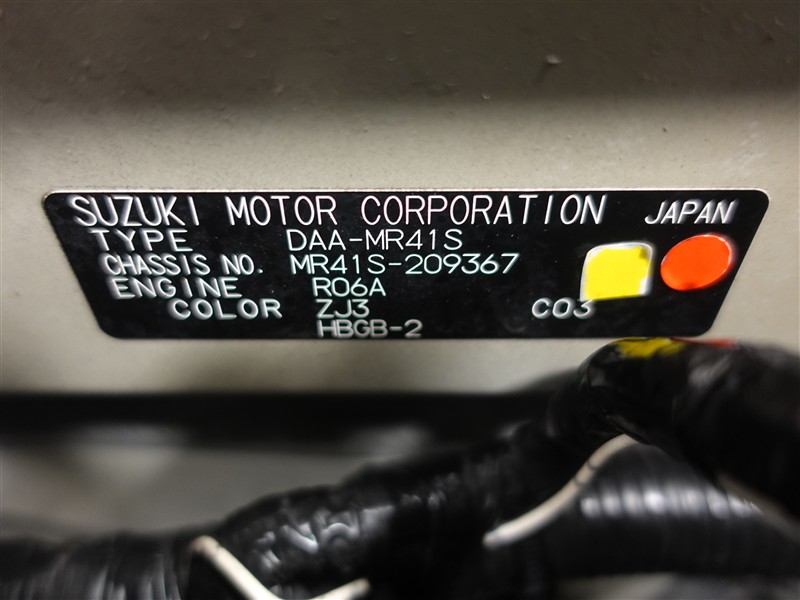 SUZUKI MOTOR CORPORATION JAPAN
TYPE DAA-MR41S
CHASSIS NO. MR41S-209367
ENGINE R06A
COLOR ZJ3 C03
HBGB-2